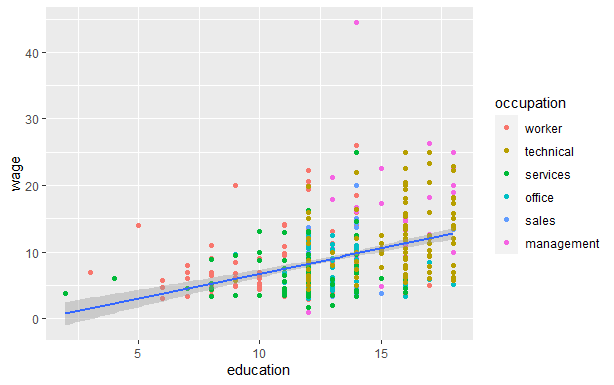 40
30
20
10
0
wage
5
10
15
education
occupation
worker
technical
services
office
sales
management